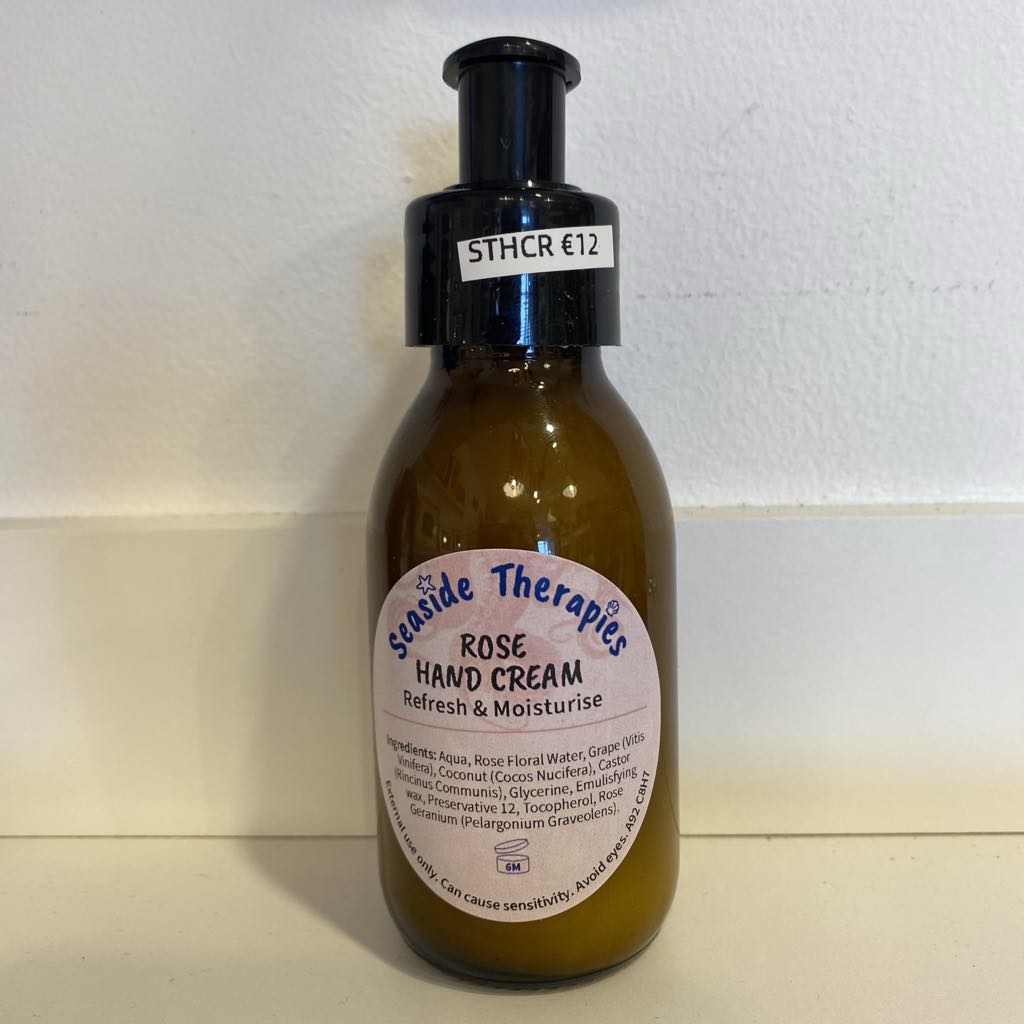 STHCR €12
Seaside Therapies
ROSE
HAND CREAM
Refresh & Moisturise
Ingredients: Aqua, Rose Floral Water, Grape (Vitis
Vinifera), Coconut (Cocos Nucifera), Castor
(Rincinus Communis), Glycerine, Emulisfying
wax, Preservative 12, Tocopherol, Rose
Geranium (Pelargonium Graveolens).
6M
External use only. Can cause sensitivity. Avoid eyes. A92 C8H7